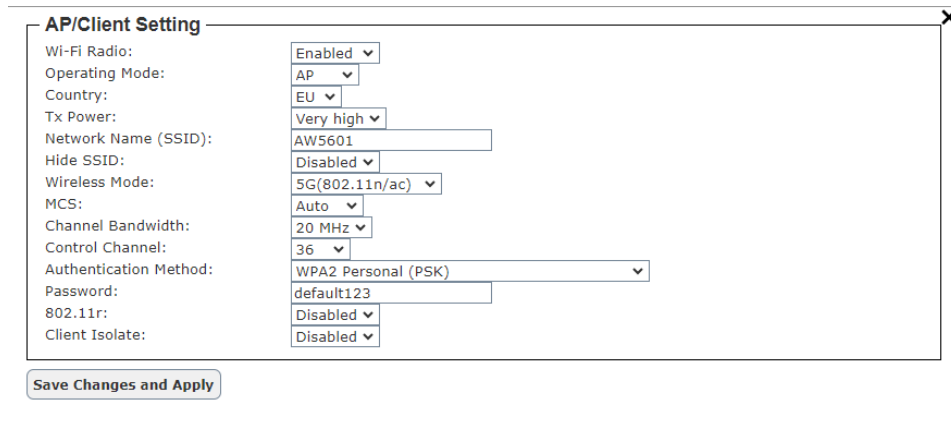 AP/Client Setting
Wi-Fi Radio: Enabled
Operating Mode: AP
Country: EU
Tx Power: Very high
Network Name (SSID): AW5601
Hide SSID: Disabled
Wireless Mode: 5G(802.11n/ac)
MCS: Auto
Channel Bandwidth: 20 MHz
Control Channel: 36
Authentication Method: WPA2 Personal (PSK)
Password: default123
802.11r: Disabled
Client Isolate: Disabled
Save Changes and Apply